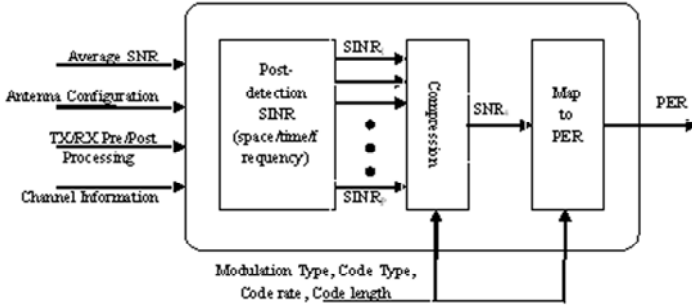 Average SNR
Antenna Configuration
TX/RX Pre/Post
Processing
Channel Information
Post-
detection
SINR
(space/time/f
requency)
SINR
SINR
Compression
SNR
Map
to
PER
PER
Modulation Type, Code Type,
Code rate, Code length